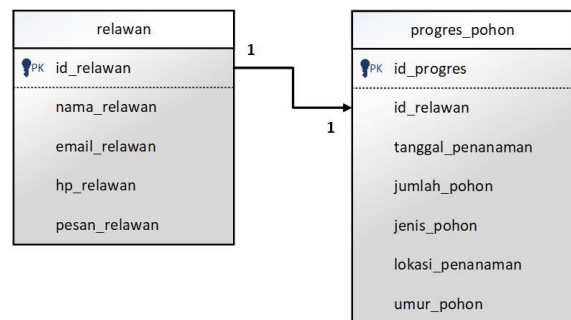 relawan
PK id_relawan
nama_relawan
email_relawan
hp_relawan
pesan_relawan
1
1
progres_pohon
PK id_progres
id_relawan
tanggal_penanaman
jumlah_pohon
jenis_pohon
lokasi_penanaman
umur_pohon